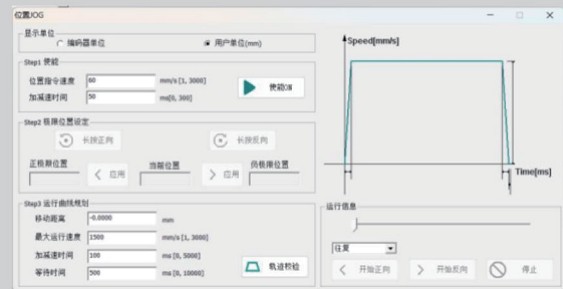 位置JOG
显示单位
编码器单位
用户单位(mm)
Step1 使能
位置指令速度 60 mm/s [1, 3000]
加减速时间 50 ms[0, 300]
使能ON
Step2 极限位置设定
长按正向
长按反向
正极限位置
当前位置
负极限位置
应用
应用
Step3 运行曲线规划
移动距离 -0.0000 mm
最大运行速度 1500 mm/s [1, 3000]
加减速时间 100 ms [0, 5000]
等待时间 500 ms [0, 10000]
轨迹校验
Speed[mm/s]
Time[ms]
运行信息
往复
开始正向
开始反向
停止